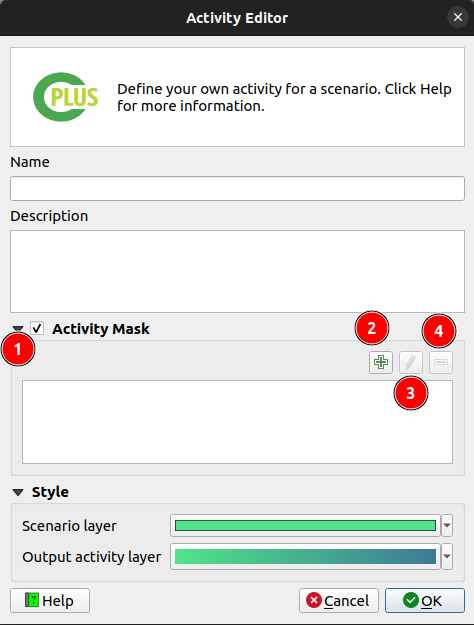 Activity Editor
CPLUS
Define your own activity for a scenario. Click Help
for more information.
Name
Description
Activity Mask
1
2
3
4
Style
Scenario layer
Output activity layer
Help
Cancel
OK